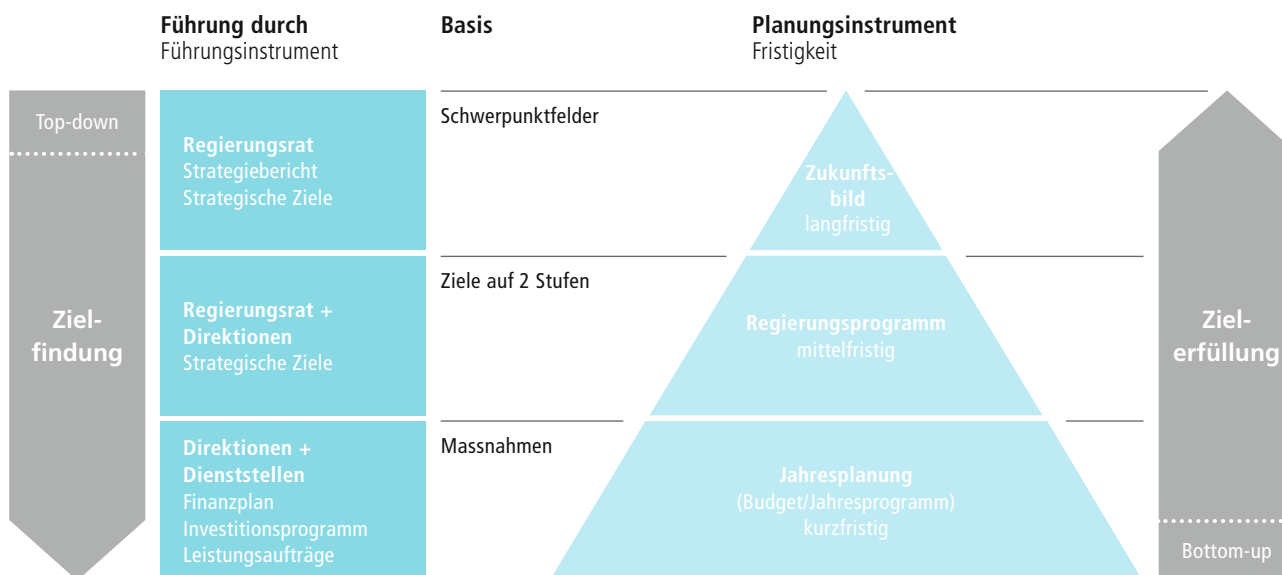 Führung durch
Führungsinstrument
Basis
Planungsinstrument
Fristigkeit
Top-down
Ziel-
findung
Regierungsrat
Strategiebericht
Strategische Ziele
Schwerpunktfelder
Zukunfts-
bild
langfristig
Regierungsrat +
Direktionen
Strategische Ziele
Ziele auf 2 Stufen
Regierungsprogramm
mittelfristig
Direktionen +
Dienststellen
Finanzplan
Investitionsprogramm
Leistungsaufträge
Massnahmen
Jahresplanung
(Budget/Jahresprogramm)
kurzfristig
Ziel-
erfüllung
Bottom-up